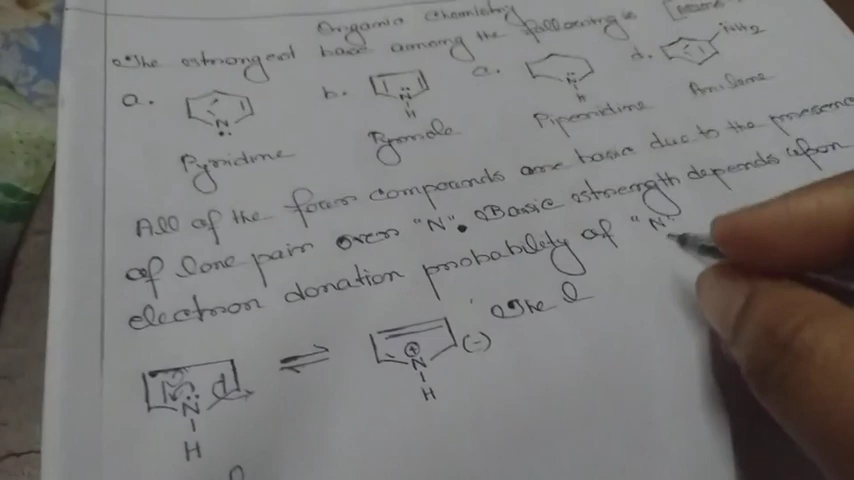 Organic Chemistry
Q. The strongest base among the following is
a. N b. N H c. N H d. NH2
Pyridine Pyrrole Piperidine Aniline
All of the four compounds are basic due to the presence
of lone pair over "N". Basic strength depends upon
electron donation probability of "N"
N H ⇌ N H (-) The l